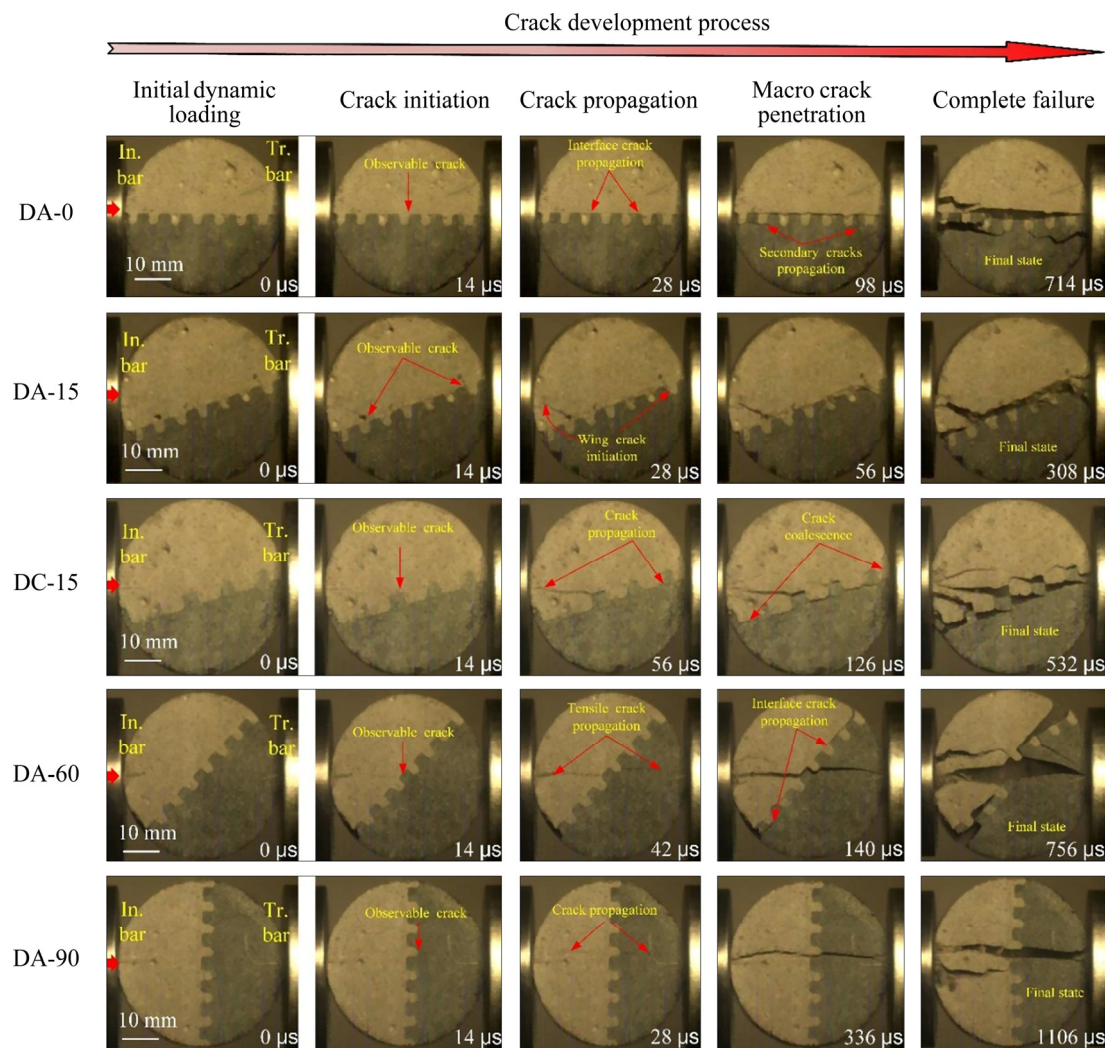 Crack development process
Initial dynamic
loading
Crack initiation
Crack propagation
Macro crack
penetration
Complete failure
DA-0
In.
bar
Tr.
bar
10 mm
0 μs
Observable crack
14 μs
Interface crack
propagation
28 μs
Secondary cracks
propagation
98 μs
Final state
714 μs
DA-15
In.
bar
Tr.
bar
10 mm
0 μs
Observable crack
14 μs
Wing crack
initiation
28 μs
56 μs
Final state
308 μs
DC-15
In.
bar
Tr.
bar
10 mm
0 μs
Observable crack
14 μs
Crack
propagation
56 μs
Crack
coalescence
126 μs
Final state
532 μs
DA-60
In.
bar
Tr.
bar
10 mm
0 μs
Observable crack
14 μs
Tensile crack
propagation
42 μs
Interface crack
propagation
140 μs
Final state
756 μs
DA-90
In.
bar
Tr.
bar
10 mm
0 μs
Observable crack
14 μs
Crack propagation
28 μs
336 μs
Final state
1106 μs